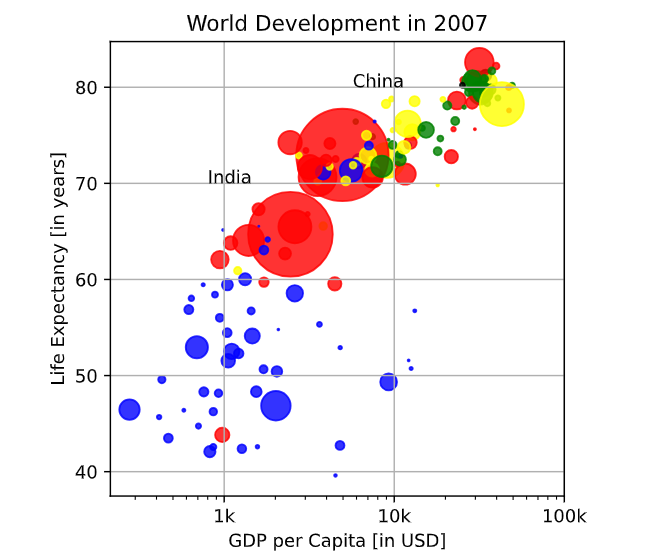 World Development in 2007
Life Expectancy [in years]
80
70
60
50
40
China
India
1k
10k
100k
GDP per Capita [in USD]